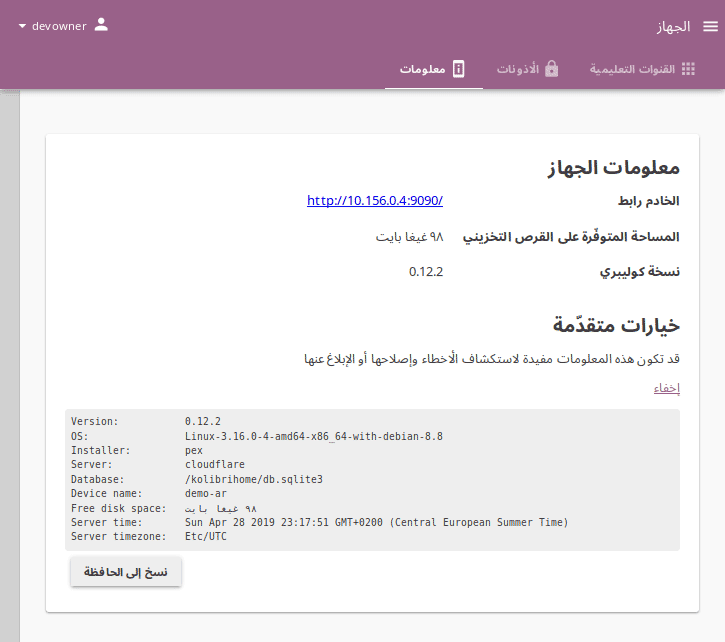 الجهاز
devowner
القنوات التعليمية
الأذونات
معلومات
معلومات الجهاز
الخادم رابط http://10.156.0.4:9090/
المساحة المتوفّرة على القرص التخزيني ٩٨ غيغا بايت
نسخة كوليبري 0.12.2
خيارات متقدّمة
قد تكون هذه المعلومات مفيدة لاستكشاف الأخطاء وإصلاحها أو الإبلاغ عنها
إخفاء
Version: 0.12.2
OS: Linux-3.16.0-4-amd64-x86_64-with-debian-8.8
Installer: pex
Server: cloudflare
Database: /kolibrihome/db.sqlite3
Device name: demo-ar
Free disk space: ٩٨ غيغا بايت
Server time: Sun Apr 28 2019 23:17:51 GMT+0200 (Central European Summer Time)
Server timezone: Etc/UTC
نسخ إلى الحافظة